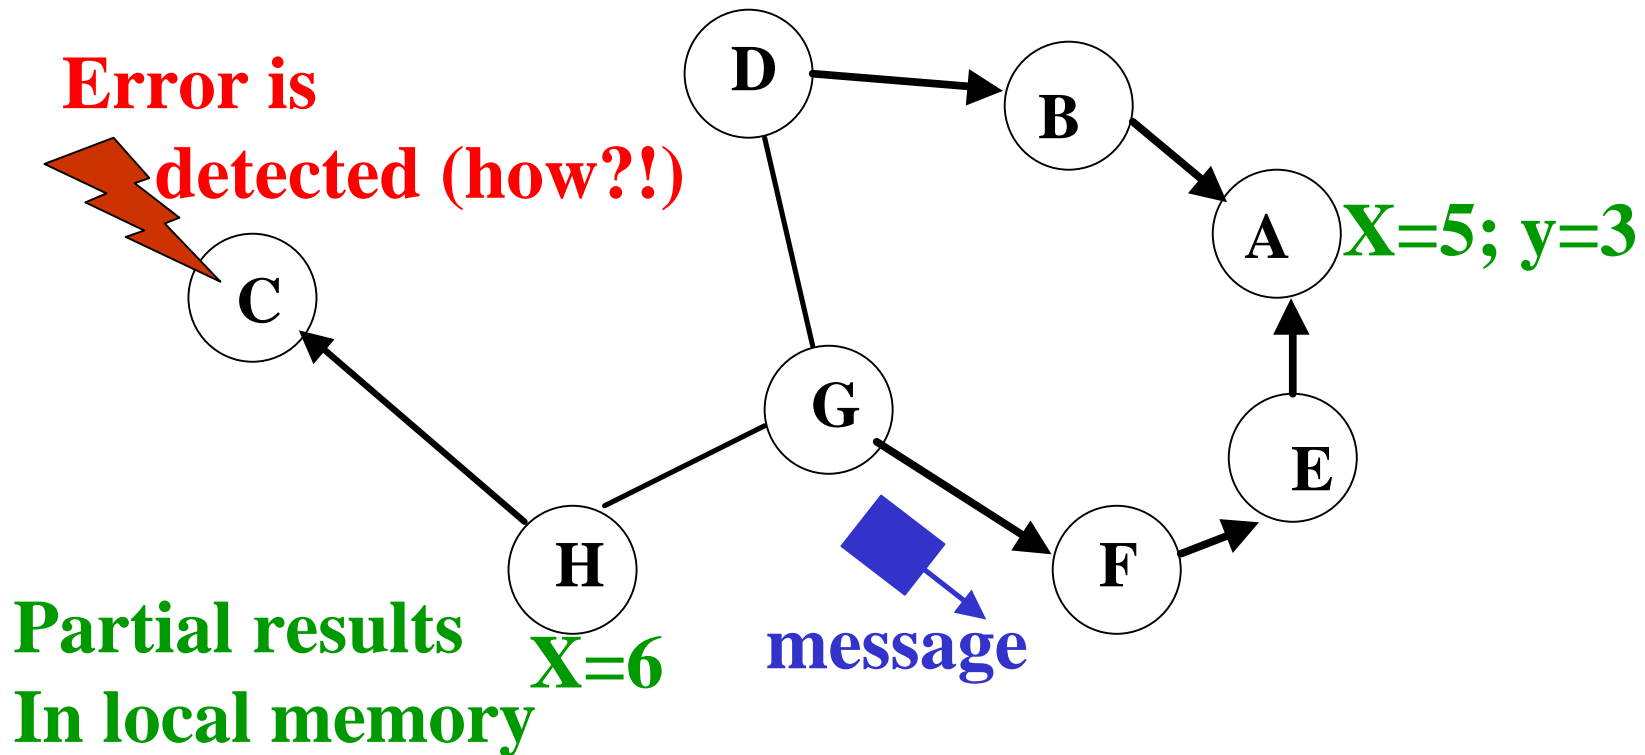 Error is
detected (how?!)
D
B
A
X=5; y=3
C
G
E
H
F
X=6
message
Partial results
In local memory